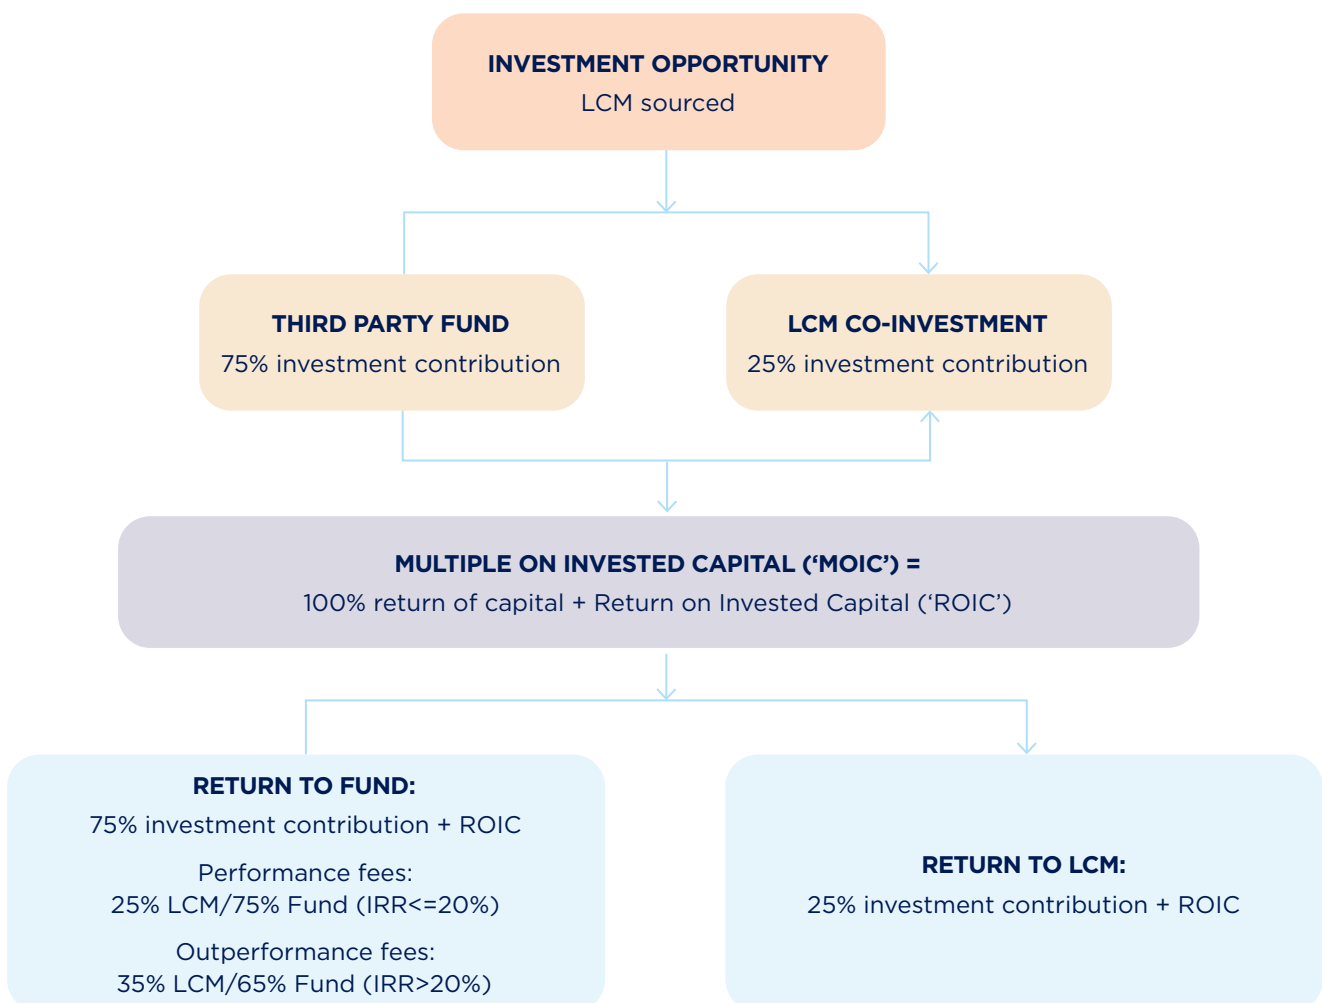 INVESTMENT OPPORTUNITY
LCM sourced
THIRD PARTY FUND
75% investment contribution
LCM CO-INVESTMENT
25% investment contribution
MULTIPLE ON INVESTED CAPITAL (‘MOIC’) =
100% return of capital + Return on Invested Capital (‘ROIC’)
RETURN TO FUND:
75% investment contribution + ROIC
Performance fees:
25% LCM/75% Fund (IRR<=20%)
Outperformance fees:
35% LCM/65% Fund (IRR>20%)
RETURN TO LCM:
25% investment contribution + ROIC